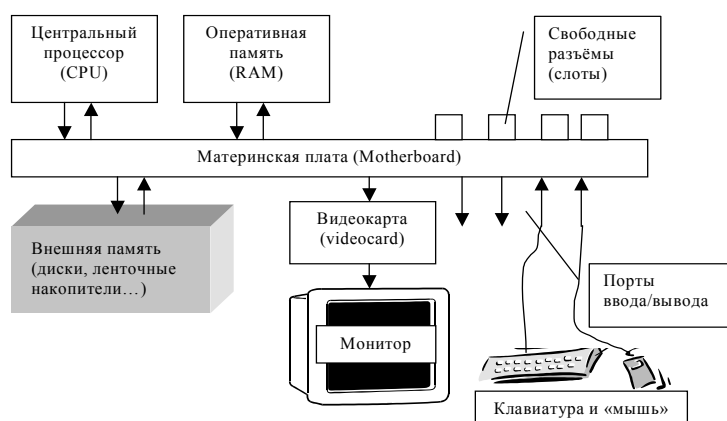 Центральный
процессор
(CPU)
Оперативная
память
(RAM)
Свободные
разъёмы
(слоты)
Материнская плата (Motherboard)
Внешняя память
(диски, ленточные
накопители…)
Видеокарта
(videocard)
Порты
ввода/вывода
Монитор
Клавиатура и «мышь»